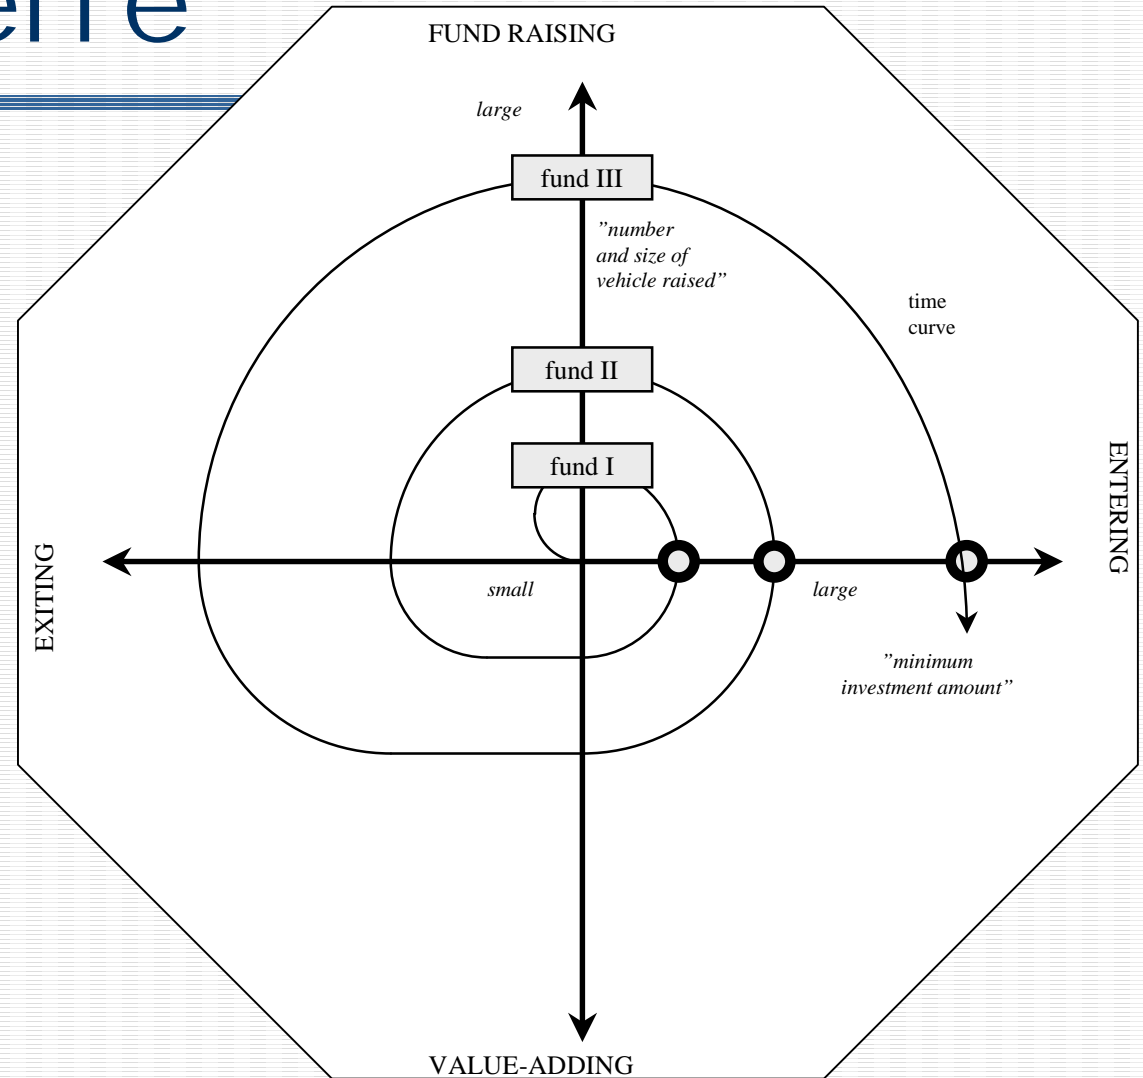 FUND RAISING
large
fund III
”number
and size of
vehicle raised”
time
curve
fund II
fund I
ENTERING
EXITING
small
large
”minimum
investment amount”
VALUE-ADDING